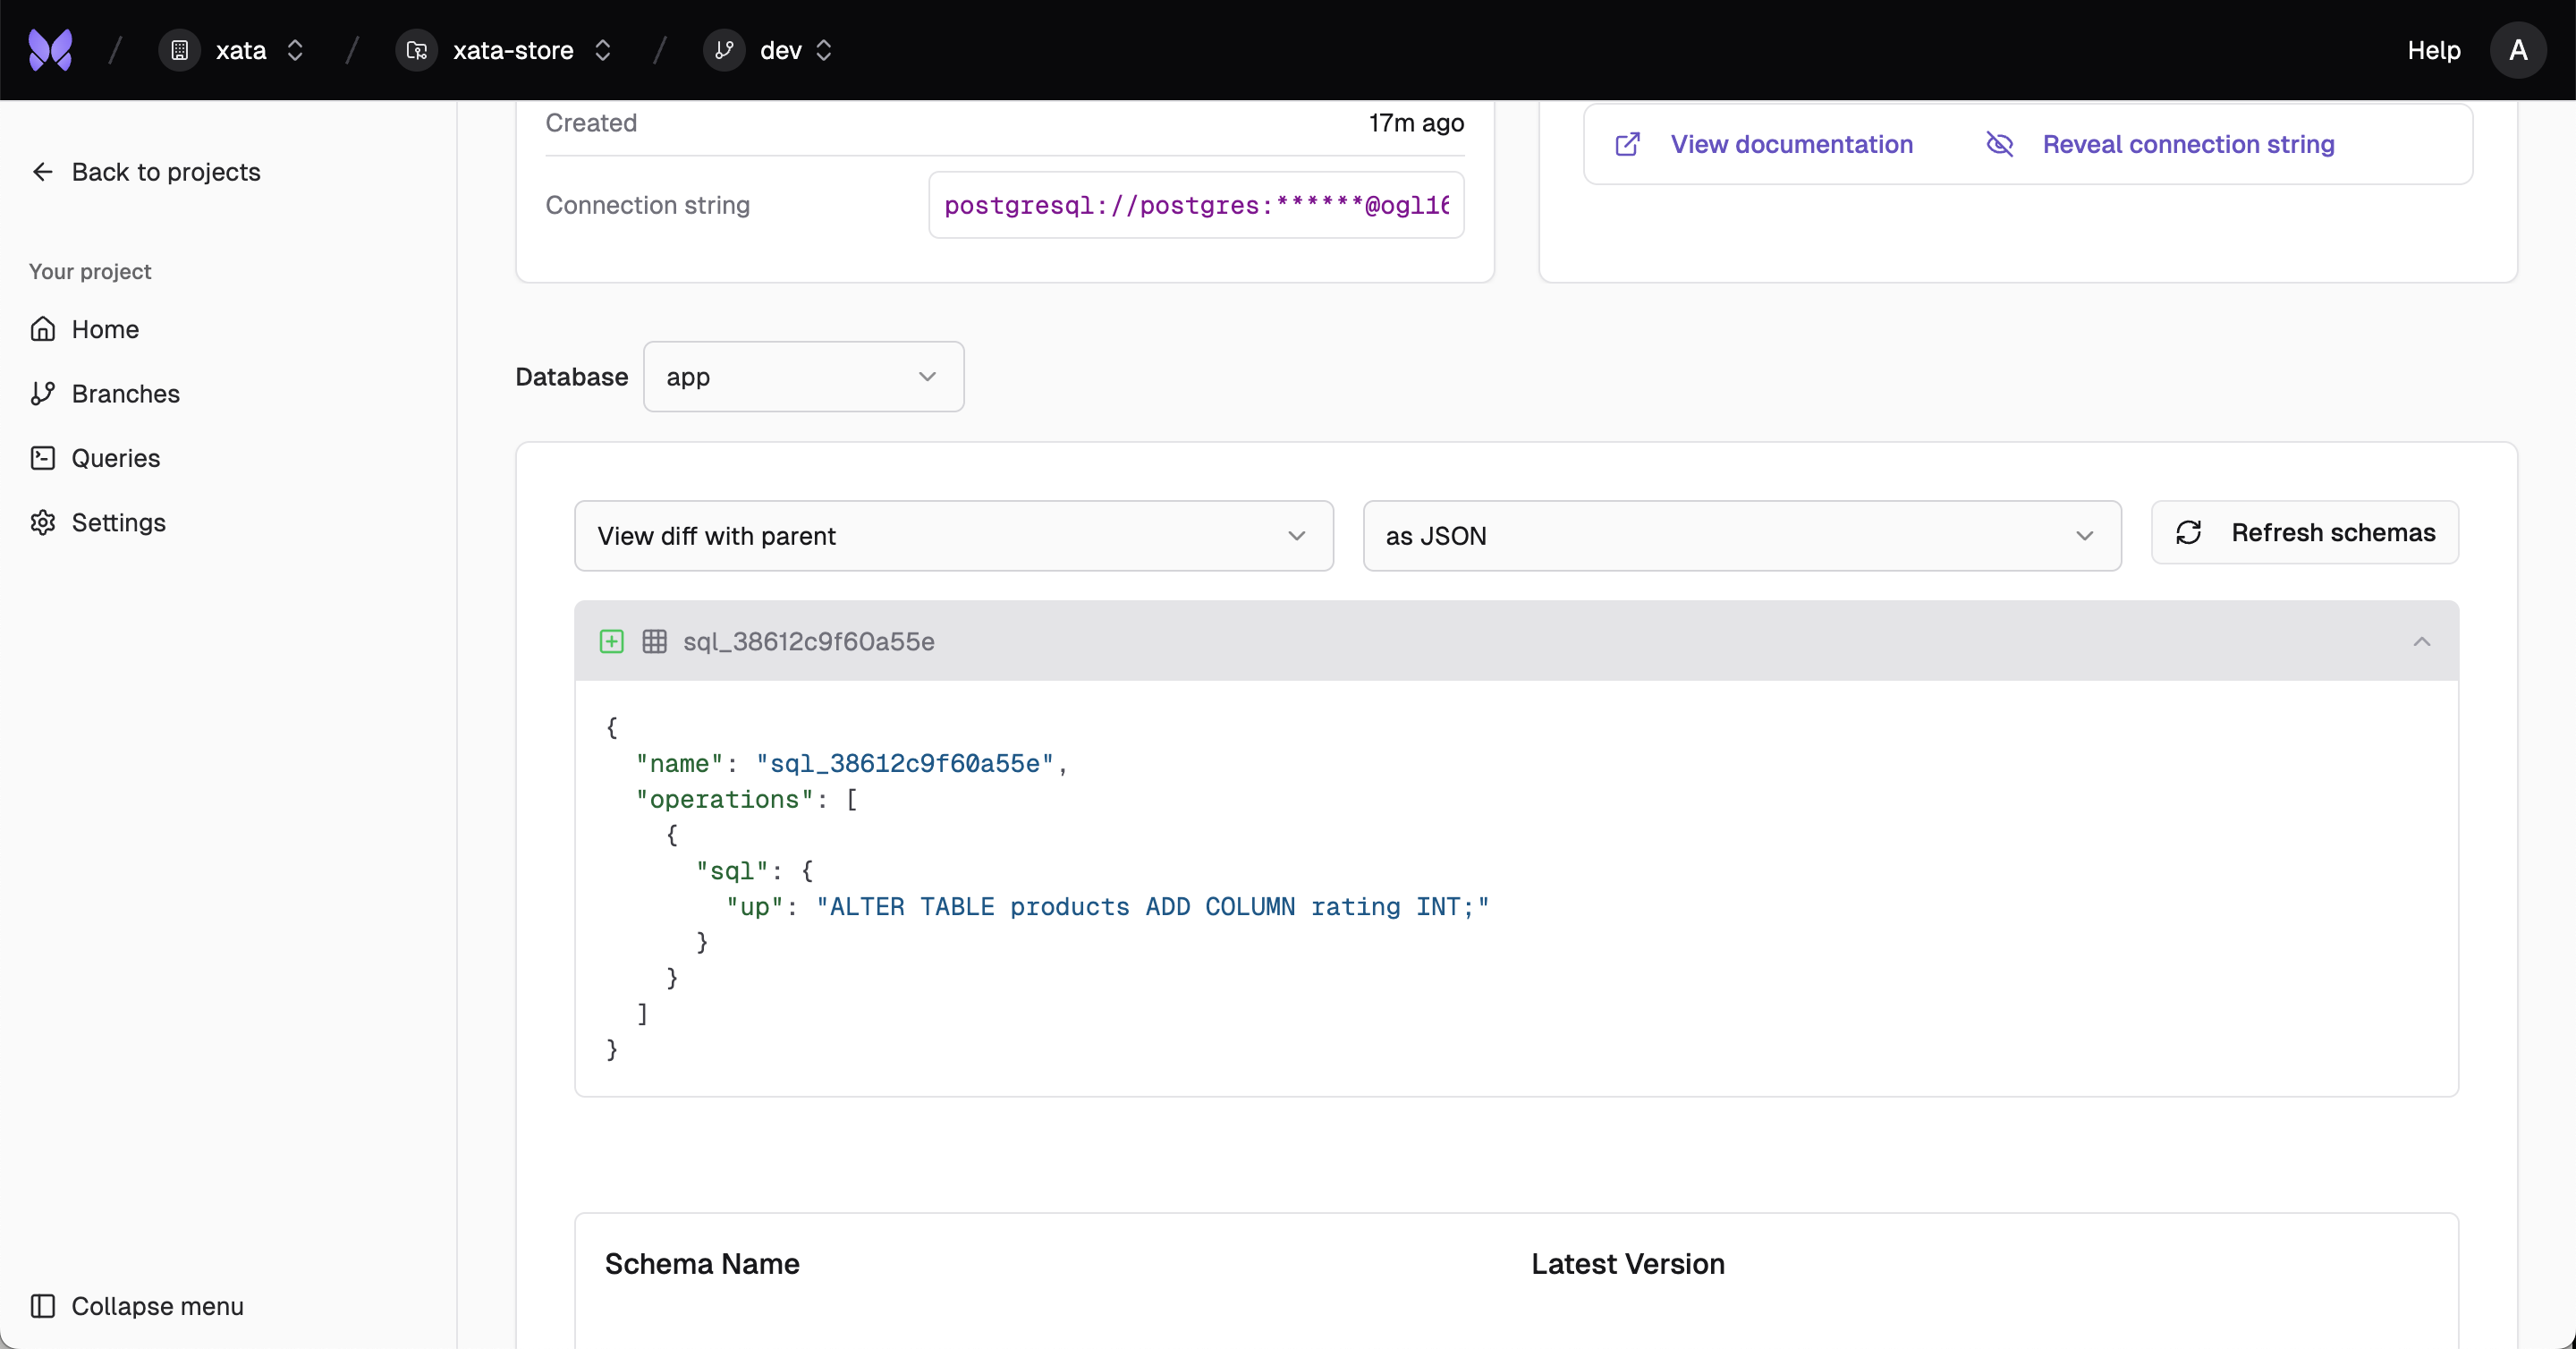 / xata / xata-store / dev
Help A
Back to projects
Your project
Home
Branches
Queries
Settings
Collapse menu
Created 17m ago
Connection string postgresql://postgres:******@ogl16
View documentation Reveal connection string
Database app
View diff with parent as JSON Refresh schemas
sql_38612c9f60a55e
{
"name": "sql_38612c9f60a55e",
"operations": [
{
"sql": {
"up": "ALTER TABLE products ADD COLUMN rating INT;"
}
}
]
}
Schema Name Latest Version